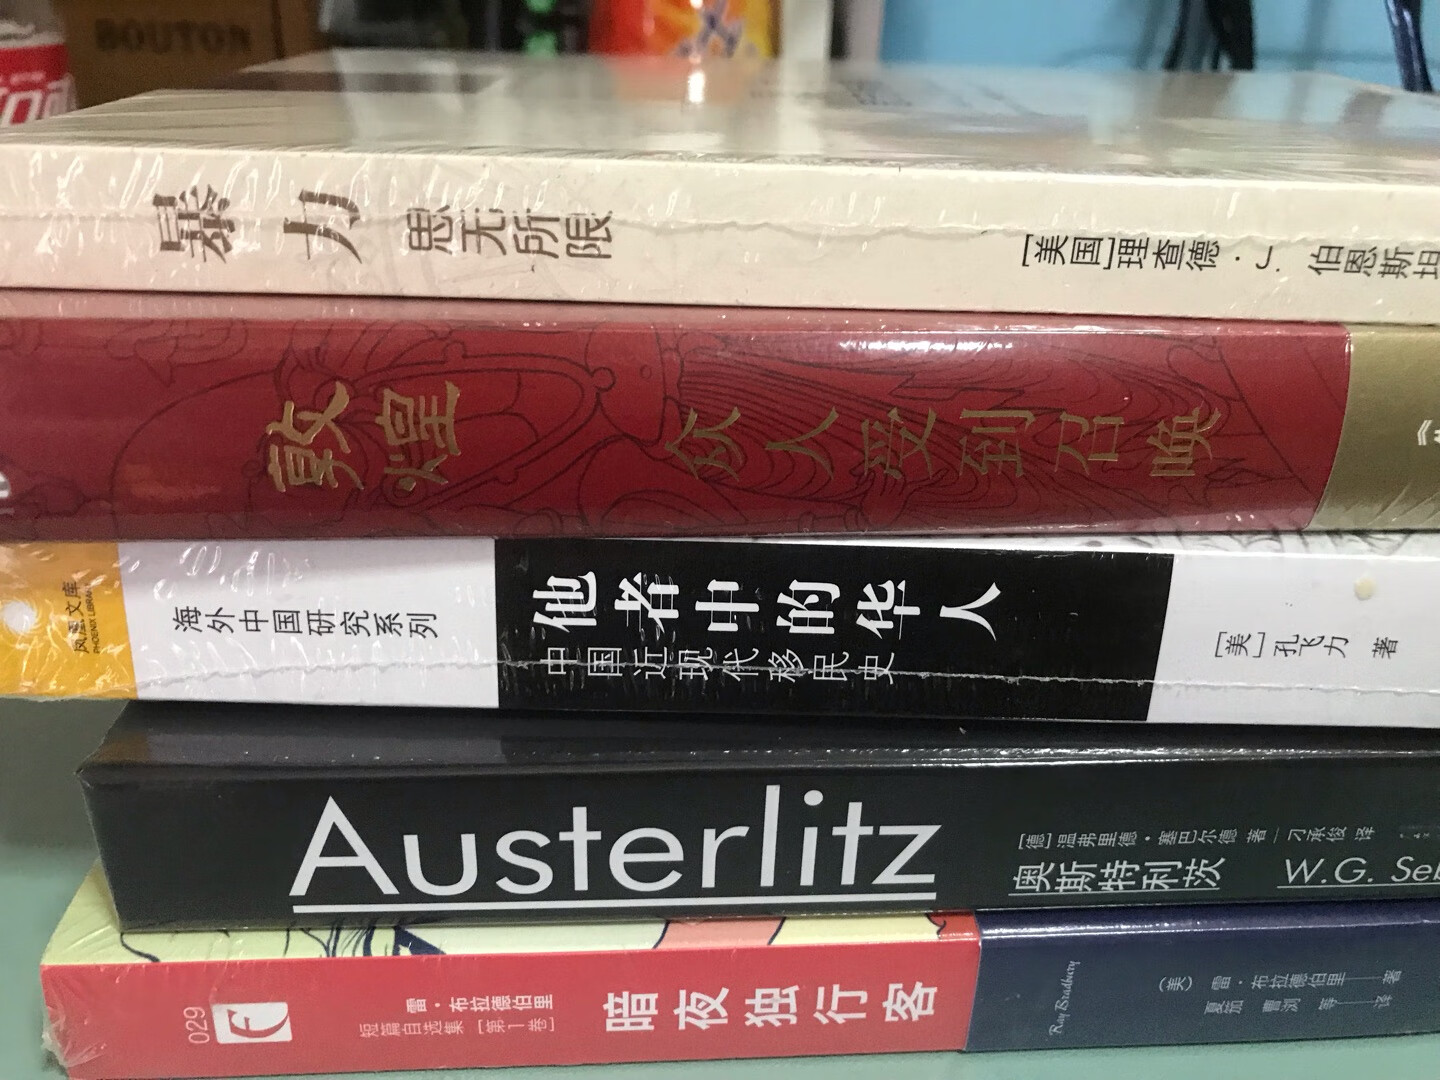 BOUTON
暴力 思无所限
[美国]理查德·J. 伯恩斯坦
敦煌 众人受到召唤
凤凰文库
PHOENIX LIBRARY
海外中国研究系列
他者中的华人
中国近现代移民史
[美]孔飞力 著
Austerlitz
[德]温弗里德·塞巴尔德 著 刁承俊 译
奥斯特利茨
W.G. Seb
029
雷·布拉德伯里
短篇自选集[第1卷]
暗夜独行客
Ray Bradbury
(美) 雷·布拉德伯里 著
夏笳 曹浏 等 译